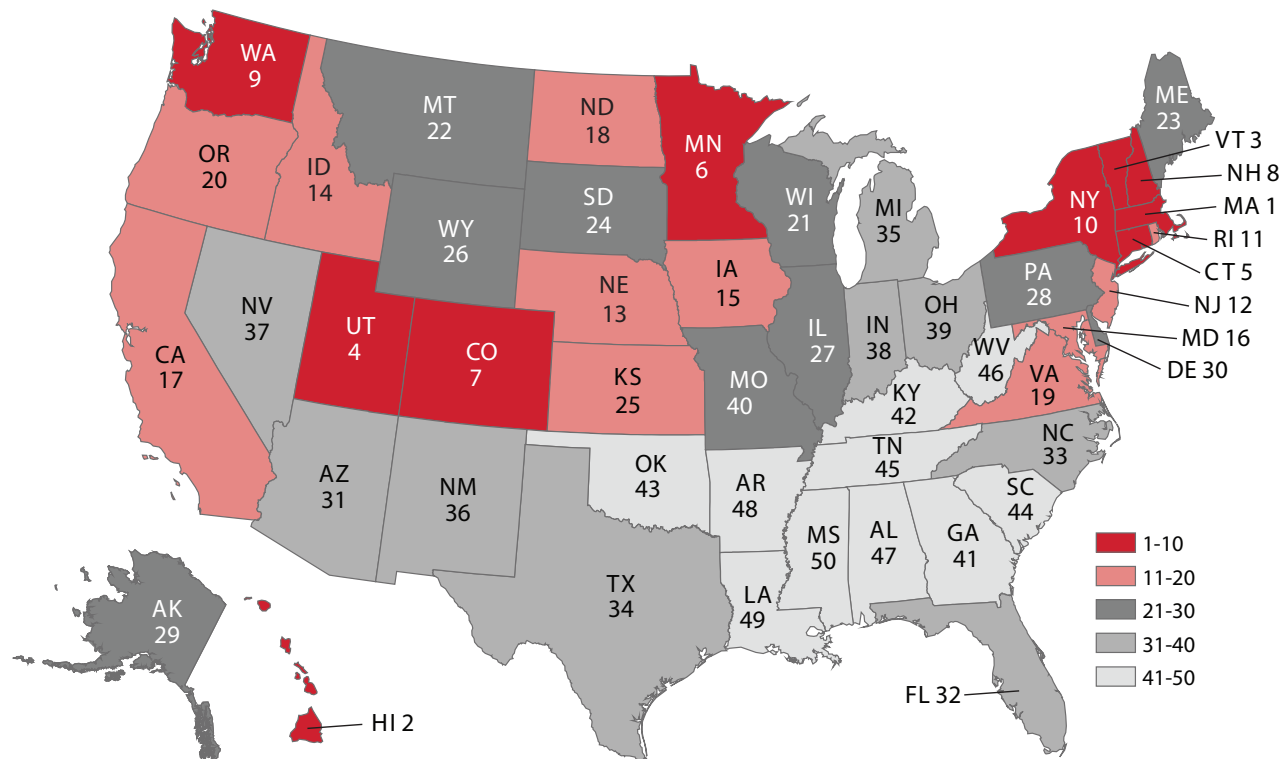 WA
9
MT
22
ND
18
MN
6
ME
23
VT 3
NH 8
MA 1
RI 11
CT 5
NJ 12
MD 16
DE 30
OR
20
ID
14
WY
26
SD
24
WI
21
MI
35
NY
10
PA
28
NV
37
UT
4
CO
7
NE
13
IA
15
IL
27
IN
38
OH
39
WV
46
VA
19
CA
17
KS
25
MO
40
KY
42
NC
33
TN
45
AZ
31
NM
36
OK
43
AR
48
SC
44
MS
50
AL
47
GA
41
TX
34
LA
49
FL 32
AK
29
HI 2
1-10
11-20
21-30
31-40
41-50